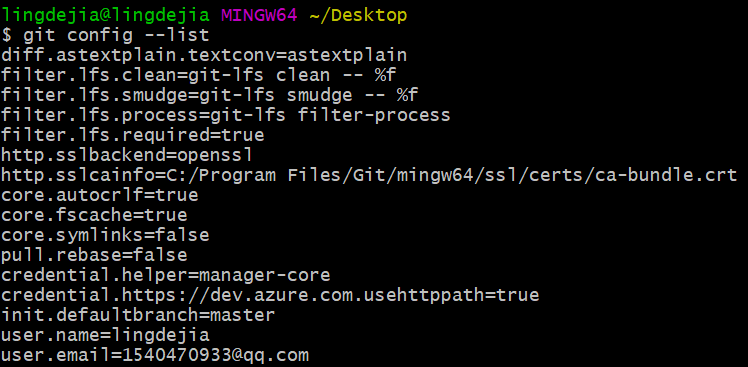 lingdejia@lingdejia MINGW64 ~/Desktop
$ git config --list
diff.astextplain.textconv=astextplain
filter.lfs.clean=git-lfs clean -- %f
filter.lfs.smudge=git-lfs smudge -- %f
filter.lfs.process=git-lfs filter-process
filter.lfs.required=true
http.sslbackend=openssl
http.sslcainfo=C:/Program Files/Git/mingw64/ssl/certs/ca-bundle.crt
core.autocrlf=true
core.fscache=true
core.symlinks=false
pull.rebase=false
credential.helper=manager-core
credential.https://dev.azure.com.usehttppath=true
init.defaultbranch=master
user.name=lingdejia
user.email=1540470933@qq.com